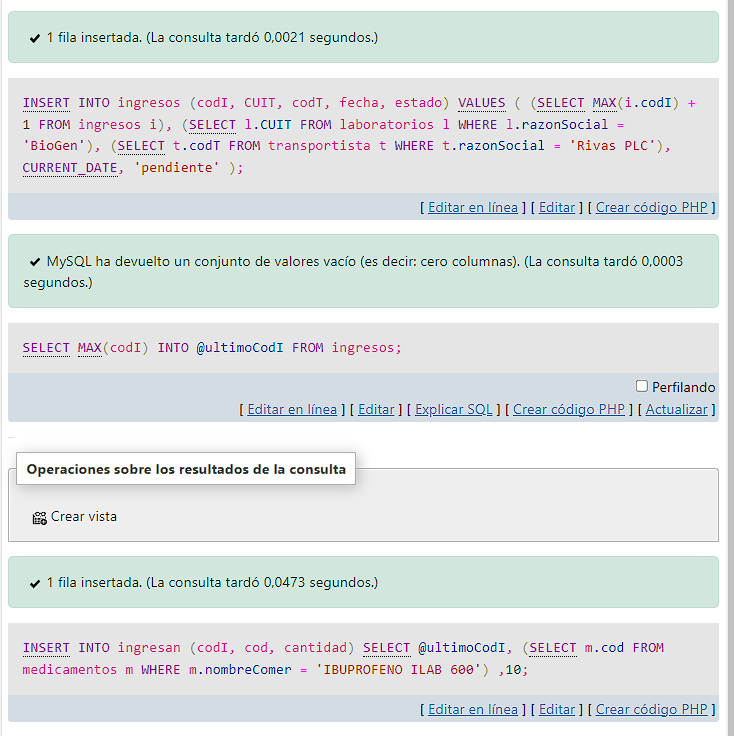 ✔ 1 fila insertada. (La consulta tardó 0,0021 segundos.)
INSERT INTO ingresos (codI, CUIT, codT, fecha, estado) VALUES ( (SELECT MAX(i.codI) +
1 FROM ingresos i), (SELECT l.CUIT FROM laboratorios l WHERE l.razonSocial =
'BioGen'), (SELECT t.codT FROM transportista t WHERE t.razonSocial = 'Rivas PLC'),
CURRENT_DATE, 'pendiente' );
[ Editar en línea ] [ Editar ] [ Crear código PHP ]
✔ MySQL ha devuelto un conjunto de valores vacío (es decir: cero columnas). (La consulta tardó 0,0003
segundos.)
SELECT MAX(codI) INTO @ultimoCodI FROM ingresos;
Perfilando
[ Editar en línea ] [ Editar ] [ Explicar SQL ] [ Crear código PHP ] [ Actualizar ]
Operaciones sobre los resultados de la consulta
Crear vista
✔ 1 fila insertada. (La consulta tardó 0,0473 segundos.)
INSERT INTO ingresan (codI, cod, cantidad) SELECT @ultimoCodI, (SELECT m.cod FROM
medicamentos m WHERE m.nombreComer = 'IBUPROFENO ILAB 600') ,10;
[ Editar en línea ] [ Editar ] [ Crear código PHP ]